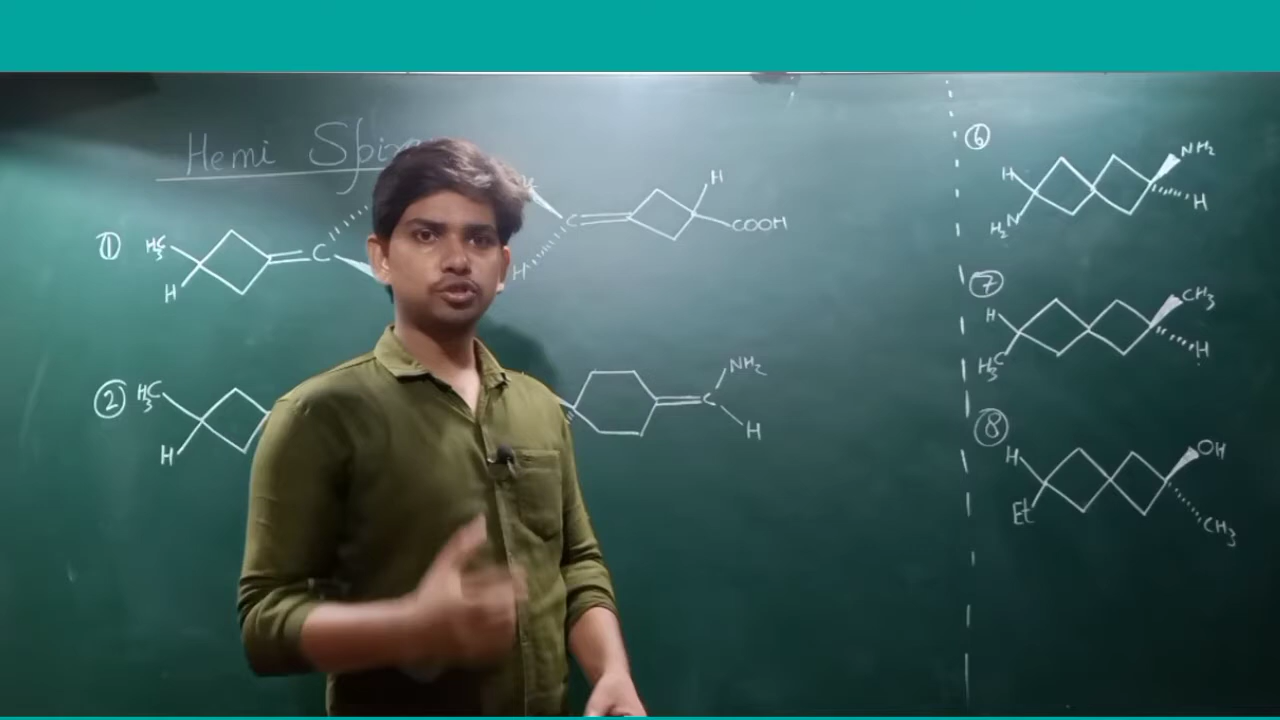 Hemi
① H₃C H C
C H H COOH
② H₃C H
NH₂ C H
⑥ H H₂N NH₂ H
⑦ H H₃C CH₃ H
⑧ H Et OH CH₃